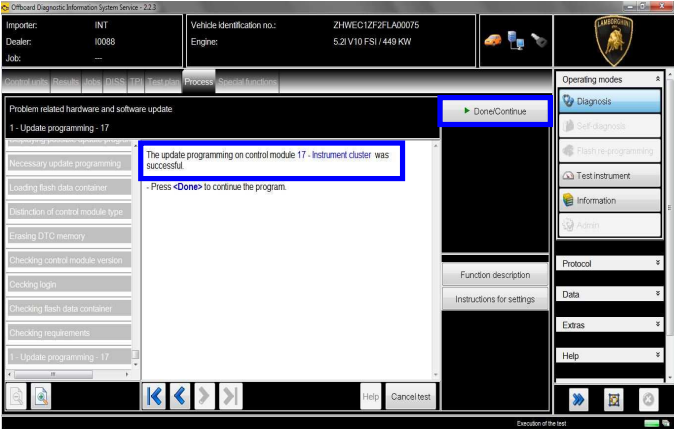 Offboard Diagnostic Information System Service - 2.2.3
Importer: INT
Dealer: I0088
Job: ---
Vehicle identification no.: ZHWEC1ZF2FLA00075
Engine: 5.2l V10 FSI / 449 KW
LAMBORGHINI
Control units Results Jobs DISS TPI Test plan Process Special functions
Problem related hardware and software update
1 - Update programming - 17
Necessary update programming
Loading flash data container
Distinction of control module type
Erasing DTC memory
Checking control module version
Cecking login
Checking flash data container
Checking requirements
1 - Update programming - 17
The update programming on control module 17 - Instrument cluster was
successful.
- Press <Done> to continue the program.
Done/Continue
Function description
Instructions for settings
Help
Cancel test
Operating modes
Diagnosis
Self-diagnosis
Flash re-programming
Test instrument
Information
Admin
Protocol
Data
Extras
Help
Execution of the test